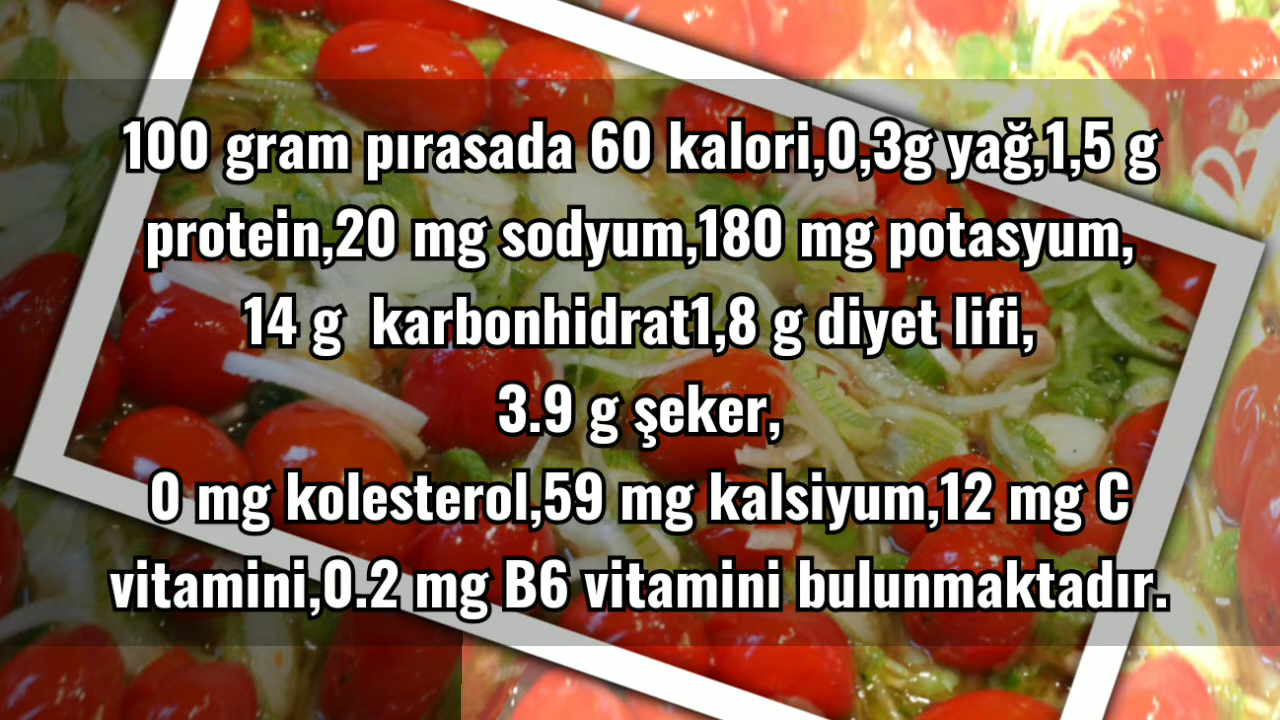 100 gram pırasada 60 kalori,0,3g yağ,1,5 g
protein,20 mg sodyum,180 mg potasyum,
14 g  karbonhidrat1,8 g diyet lifi,
3.9 g şeker,
0 mg kolesterol,59 mg kalsiyum,12 mg C
vitamini,0.2 mg B6 vitamini bulunmaktadır.